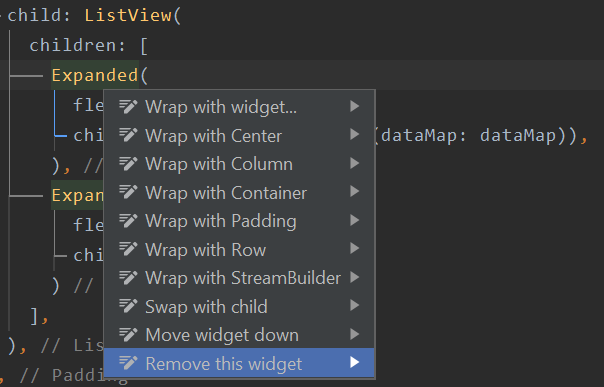 child: ListView(
children: [
Expanded(
fle
chi
(dataMap: dataMap)),
), //
Expan
fle
chi
) //
],
), // Lis
, // Padding
Wrap with widget...
Wrap with Center
Wrap with Column
Wrap with Container
Wrap with Padding
Wrap with Row
Wrap with StreamBuilder
Swap with child
Move widget down
Remove this widget